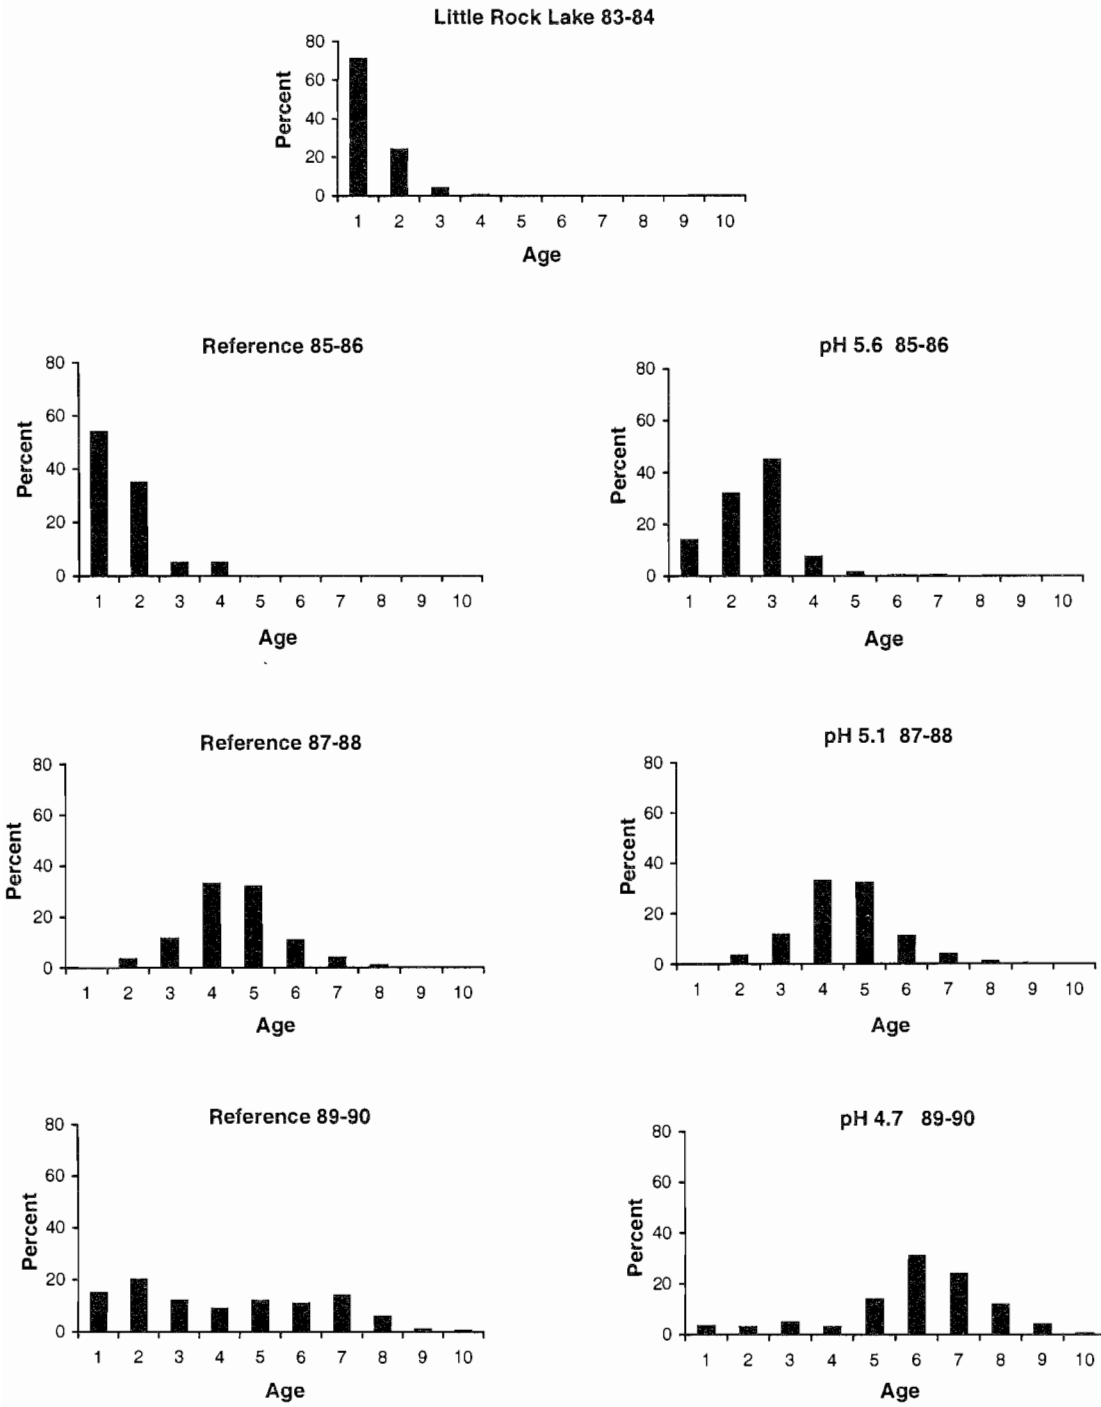 Little Rock Lake 83-84
80
60
40
20
0
Percent
1 2 3 4 5 6 7 8 9 10
Age
Reference 85-86
80
60
40
20
0
Percent
1 2 3 4 5 6 7 8 9 10
Age
pH 5.6 85-86
80
60
40
20
0
Percent
1 2 3 4 5 6 7 8 9 10
Age
Reference 87-88
80
60
40
20
0
Percent
1 2 3 4 5 6 7 8 9 10
Age
pH 5.1 87-88
80
60
40
20
0
Percent
1 2 3 4 5 6 7 8 9 10
Age
Reference 89-90
80
60
40
20
0
Percent
1 2 3 4 5 6 7 8 9 10
Age
pH 4.7 89-90
80
60
40
20
0
Percent
1 2 3 4 5 6 7 8 9 10
Age